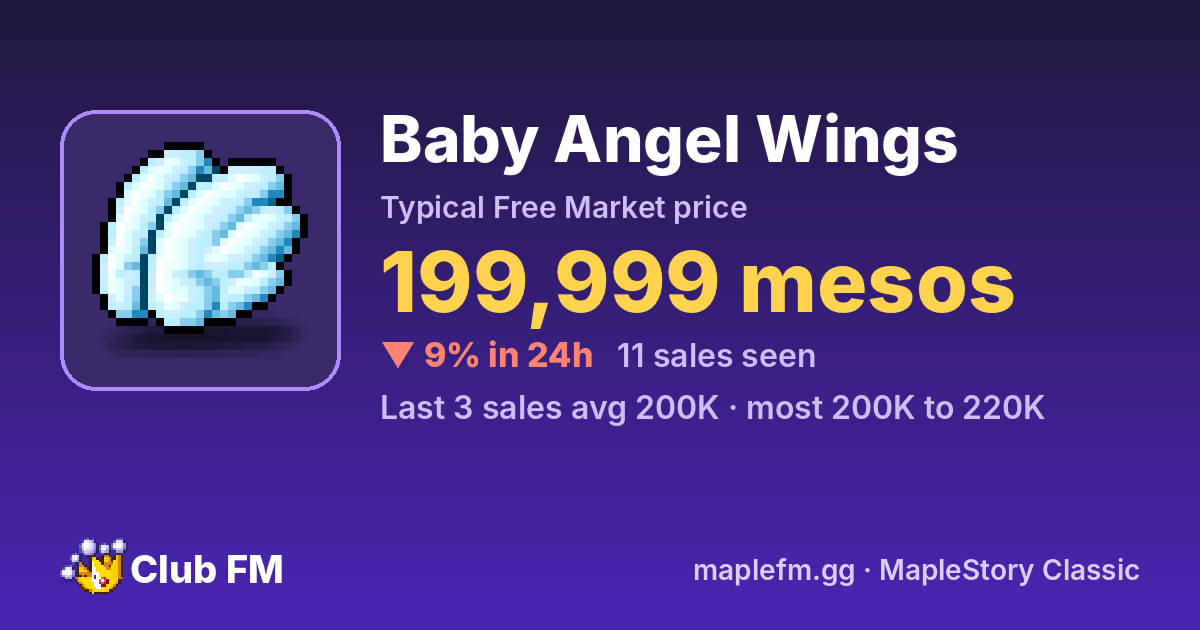 Baby Angel Wings
Typical Free Market price
199,999 mesos
▼ 9% in 24h 11 sales seen
Last 3 sales avg 200K · most 200K to 220K
Club FM
maplefm.gg · MapleStory Classic